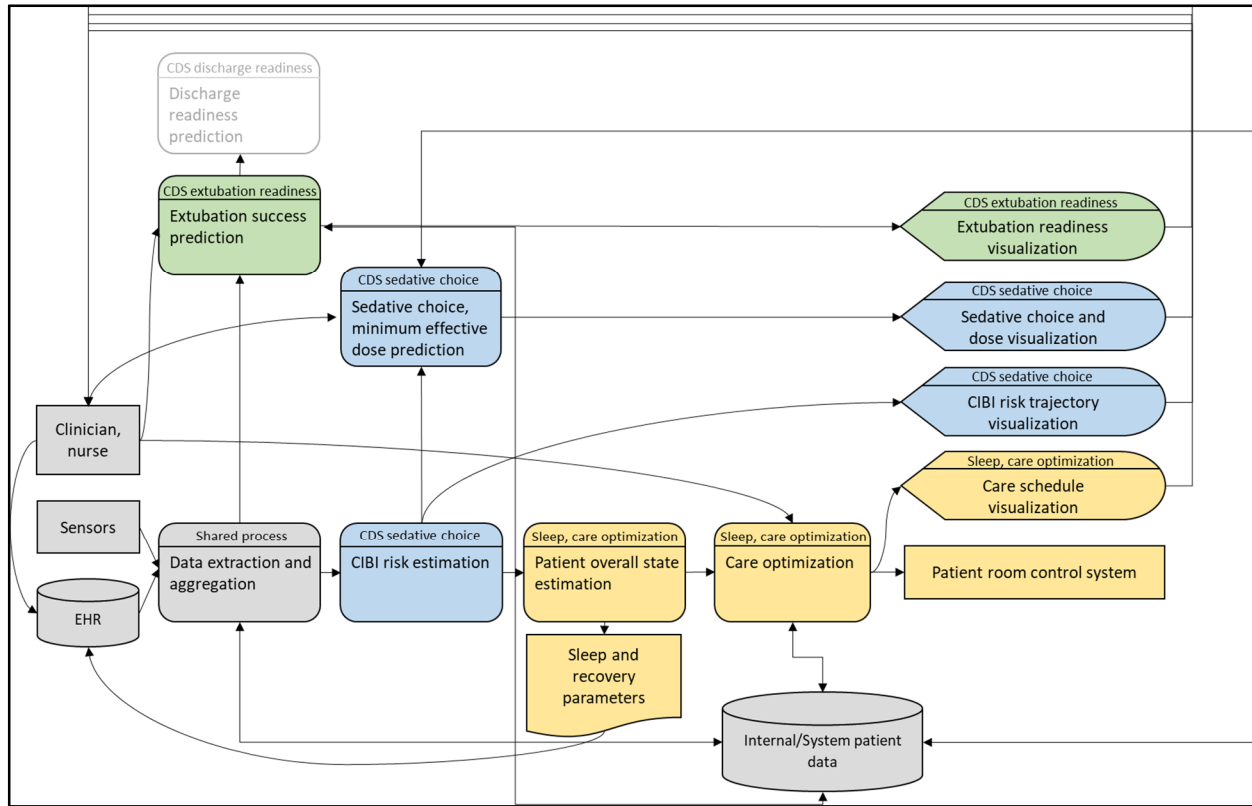 CDS discharge readiness
Discharge
readiness
prediction
CDS extubation readiness
Extubation success
prediction
CDS extubation readiness
Extubation readiness
visualization
CDS sedative choice
Sedative choice,
minimum effective
dose prediction
CDS sedative choice
Sedative choice and
dose visualization
CDS sedative choice
CIBI risk trajectory
visualization
Clinician,
nurse
Sleep, care optimization
Care schedule
visualization
Sensors
Shared process
Data extraction and
aggregation
CDS sedative choice
CIBI risk estimation
Sleep, care optimization
Patient overall state
estimation
Sleep, care optimization
Care optimization
Patient room control system
EHR
Sleep and
recovery
parameters
Internal/System patient
data